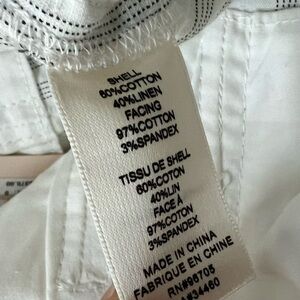 SHELL
60%COTTON
40%LINEN
FACING
97%COTTON
3%SPANDEX
TISSU DE SHELL
60%COTON
40%LIN
FACE A
97%COTON
3%SPANDEX
MADE IN CHINA
FABRIQUE EN CHINE
RN#96705
#34460